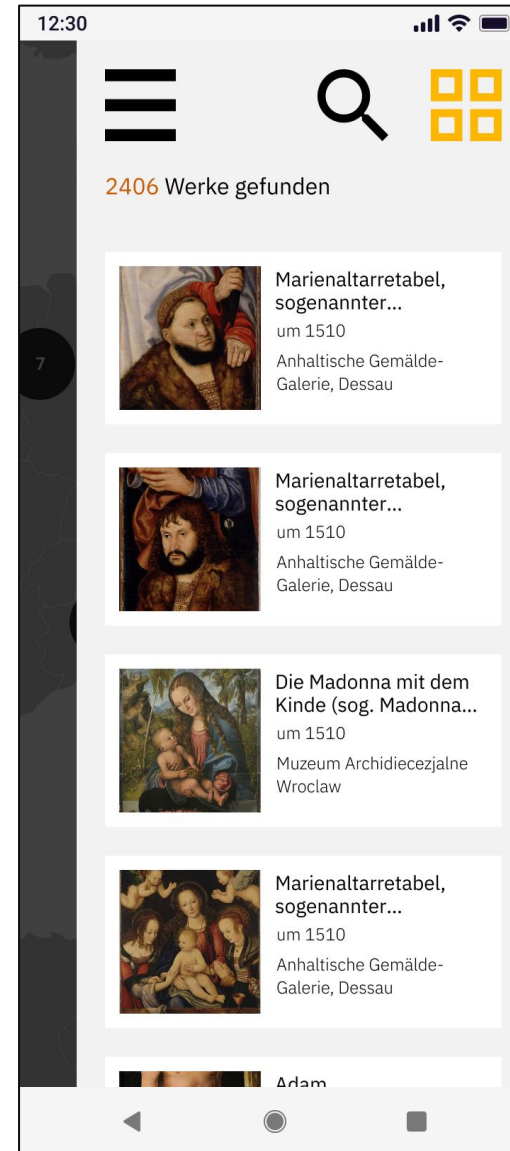 12:30
2406 Werke gefunden
7
Marienaltarretabel,
sogenannter...
um 1510
Anhaltische Gemälde-
Galerie, Dessau
Marienaltarretabel,
sogenannter...
um 1510
Anhaltische Gemälde-
Galerie, Dessau
Die Madonna mit dem
Kinde (sog. Madonna...
um 1510
Muzeum Archidiecezjalne
Wroclaw
Marienaltarretabel,
sogenannter...
um 1510
Anhaltische Gemälde-
Galerie, Dessau
Adam